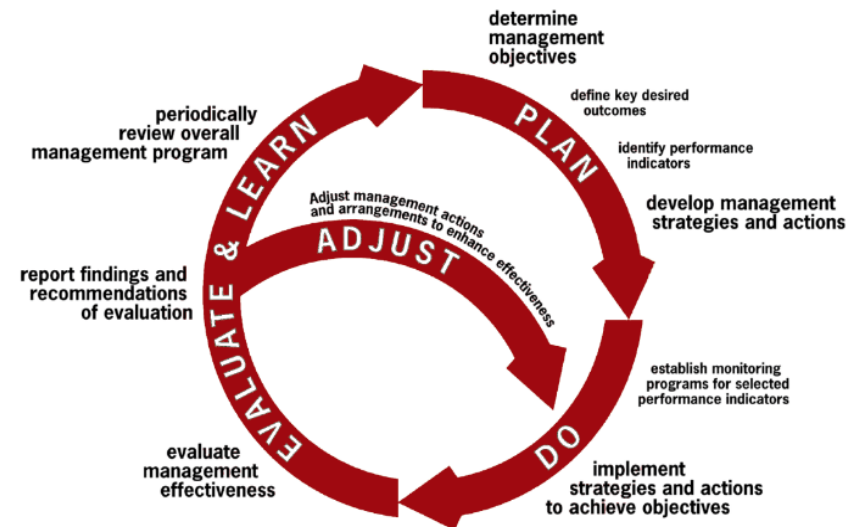 determine
management
objectives
define key desired
outcomes
PLAN
identify performance
indicators
develop management
strategies and actions
establish monitoring
programs for selected
performance indicators
DO
implement
strategies and actions
to achieve objectives
evaluate
management
effectiveness
EVALUATE & LEARN
report findings and
recommendations
of evaluation
periodically
review overall
management program
Adjust management actions
and arrangements to enhance effectiveness
ADJUST